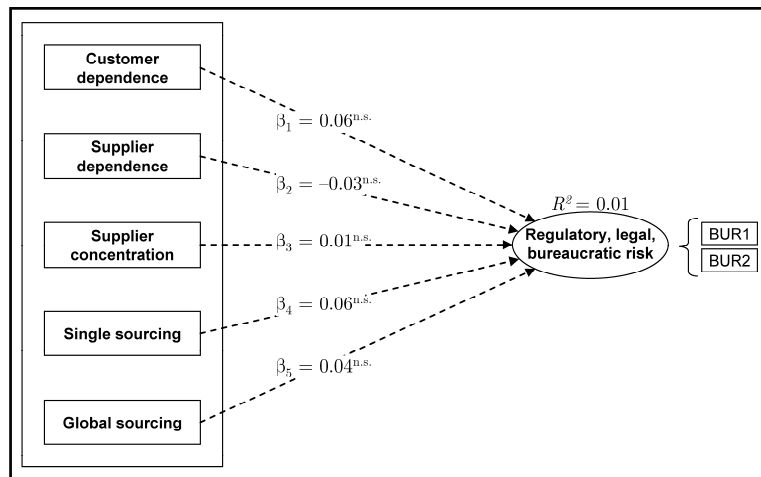 Customer
dependence
Supplier
dependence
Supplier
concentration
Single sourcing
Global sourcing
β₁ = 0.06ⁿ·ˢ·
β₂ = –0.03ⁿ·ˢ·
β₃ = 0.01ⁿ·ˢ·
β₄ = 0.06ⁿ·ˢ·
β₅ = 0.04ⁿ·ˢ·
R² = 0.01
Regulatory, legal,
bureaucratic risk
BUR1
BUR2